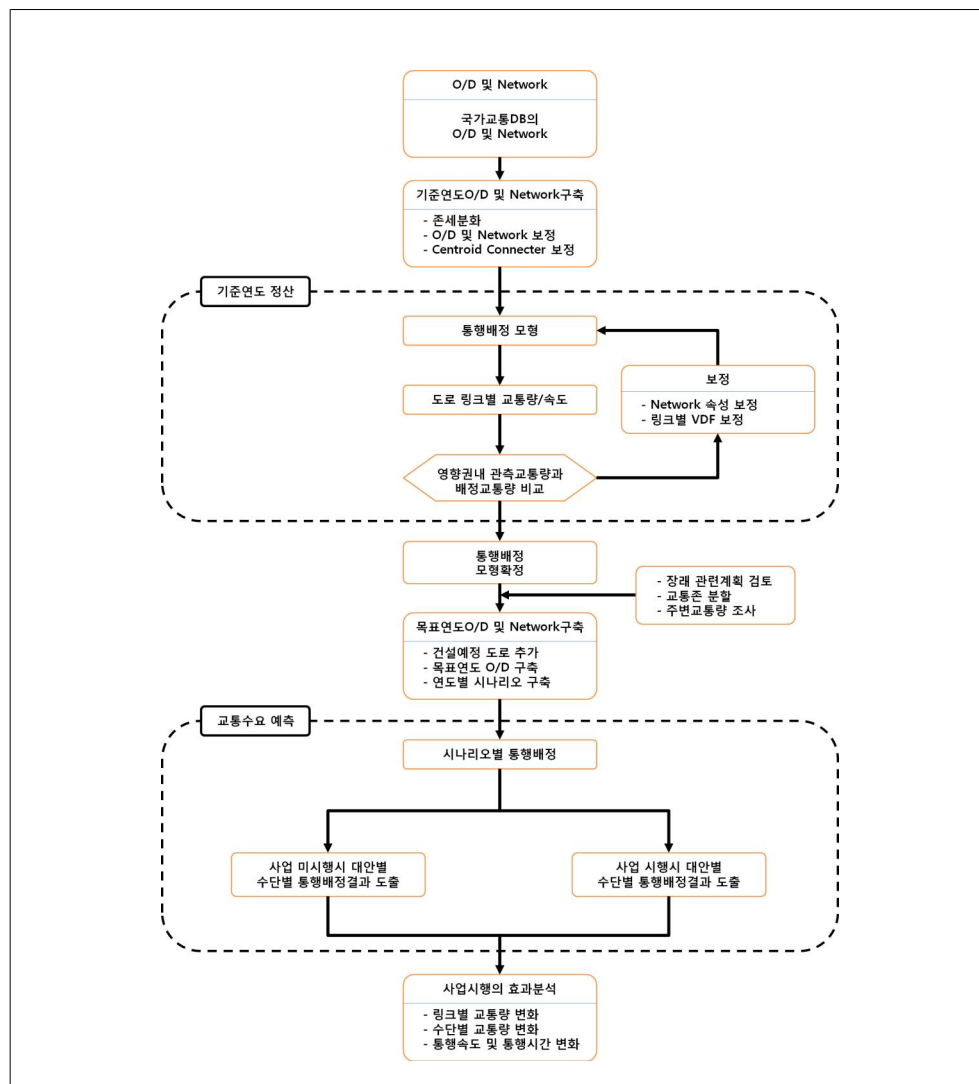 O/D 및 Network
국가교통DB의
O/D 및 Network
기준연도O/D 및 Network구축
- 존세분화
- O/D 및 Network 보정
- Centroid Connecter 보정
기준연도 정산
통행배정 모형
도로 링크별 교통량/속도
보정
- Network 속성 보정
- 링크별 VDF 보정
영향권내 관측교통량과
배정교통량 비교
통행배정
모형확정
- 장래 관련계획 검토
- 교통존 분할
- 주변교통량 조사
목표연도O/D 및 Network구축
- 건설예정 도로 추가
- 목표연도 O/D 구축
- 연도별 시나리오 구축
교통수요 예측
시나리오별 통행배정
사업 미시행시 대안별
수단별 통행배정결과 도출
사업 시행시 대안별
수단별 통행배정결과 도출
사업시행의 효과분석
- 링크별 교통량 변화
- 수단별 교통량 변화
- 통행속도 및 통행시간 변화